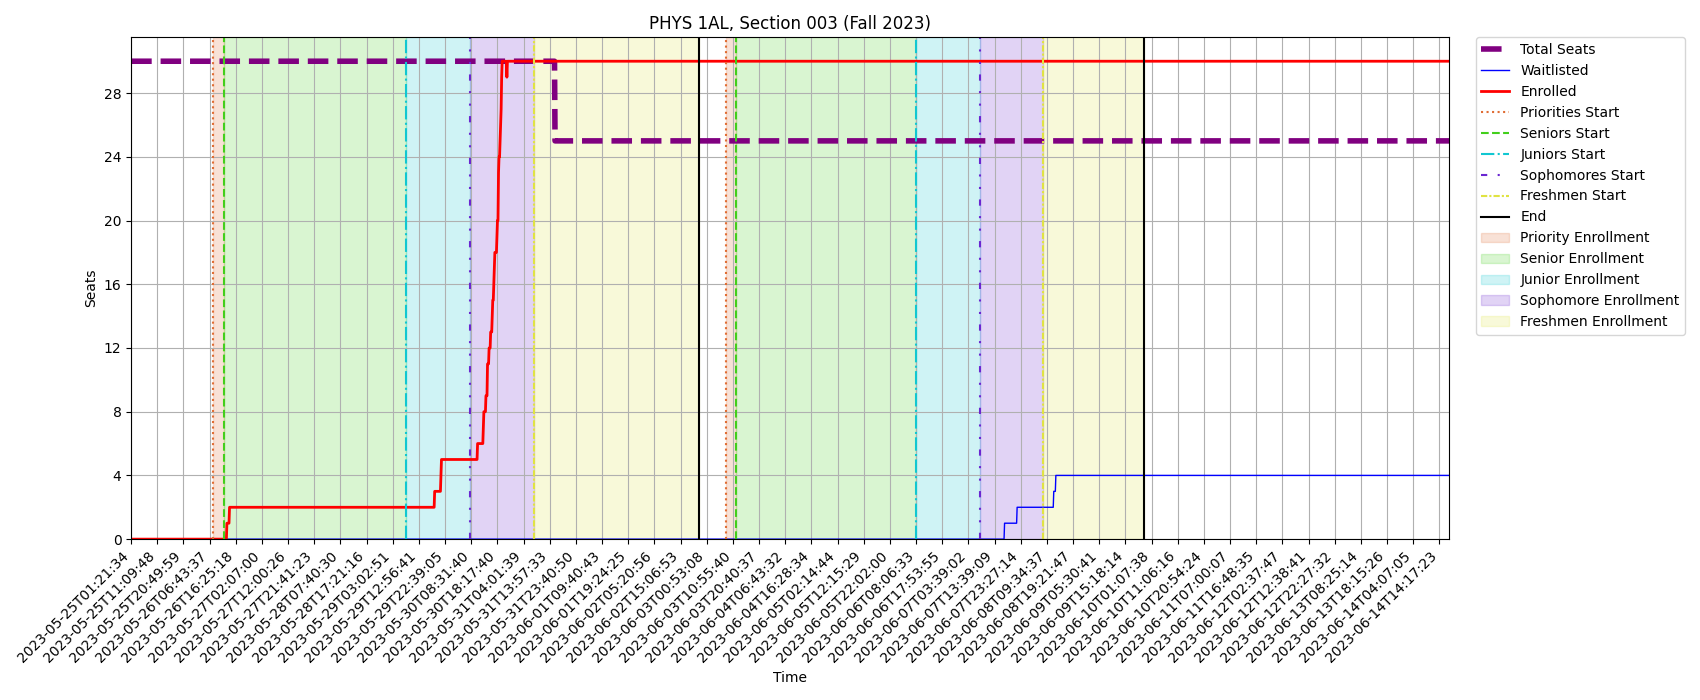 PHYS 1AL, Section 003 (Fall 2023)
Seats
28
24
20
16
12
8
4
0
2023-05-25T01:21:34
2023-05-25T11:09:48
2023-05-25T20:49:59
2023-05-26T06:43:37
2023-05-26T16:25:18
2023-05-27T02:07:00
2023-05-27T12:00:26
2023-05-27T21:41:23
2023-05-28T07:40:30
2023-05-28T17:21:16
2023-05-29T03:02:51
2023-05-29T12:56:41
2023-05-29T22:39:05
2023-05-30T08:31:40
2023-05-30T18:17:40
2023-05-31T04:01:39
2023-05-31T13:57:33
2023-05-31T23:40:50
2023-06-01T09:40:43
2023-06-01T19:24:25
2023-06-02T05:20:56
2023-06-02T15:06:53
2023-06-03T00:53:08
2023-06-03T10:55:40
2023-06-03T20:40:37
2023-06-04T06:43:32
2023-06-04T16:28:34
2023-06-05T02:14:44
2023-06-05T12:15:29
2023-06-05T22:02:00
2023-06-06T08:06:33
2023-06-06T17:53:55
2023-06-07T03:39:02
2023-06-07T13:39:09
2023-06-07T23:27:14
2023-06-08T09:34:37
2023-06-08T19:21:47
2023-06-09T05:30:41
2023-06-09T15:18:14
2023-06-10T01:07:38
2023-06-10T11:06:16
2023-06-10T20:54:24
2023-06-11T07:00:07
2023-06-11T16:48:35
2023-06-12T02:37:47
2023-06-12T12:38:41
2023-06-12T22:27:32
2023-06-13T08:25:14
2023-06-13T18:15:26
2023-06-14T04:07:05
2023-06-14T14:17:23
Time
Total Seats
Waitlisted
Enrolled
Priorities Start
Seniors Start
Juniors Start
Sophomores Start
Freshmen Start
End
Priority Enrollment
Senior Enrollment
Junior Enrollment
Sophomore Enrollment
Freshmen Enrollment